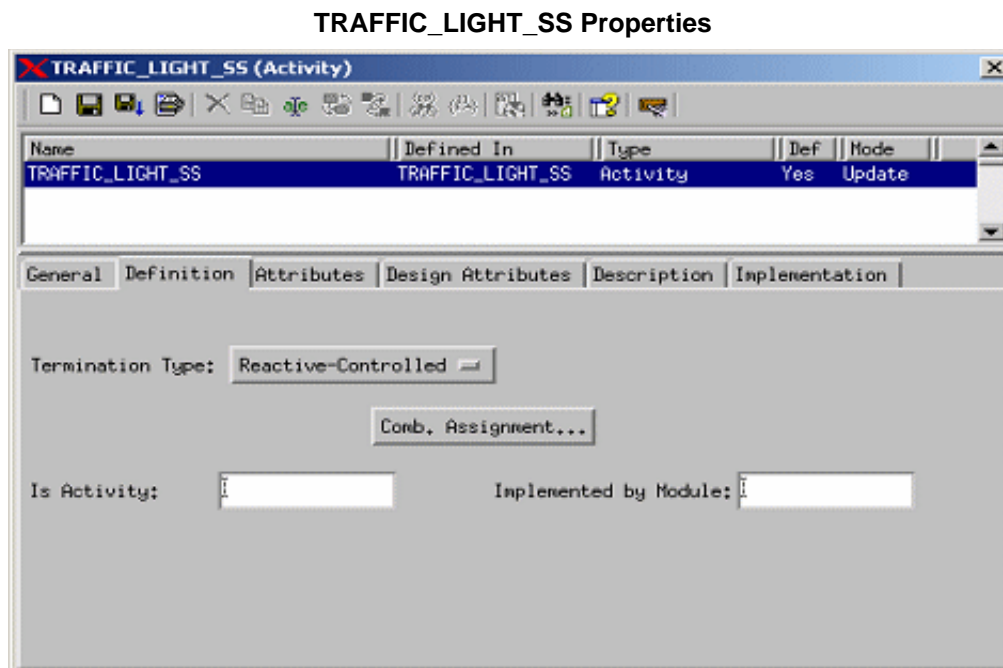 TRAFFIC_LIGHT_SS Properties
TRAFFIC_LIGHT_SS (Activity)
Name Defined In Type Def Mode
TRAFFIC_LIGHT_SS TRAFFIC_LIGHT_SS Activity Yes Update
General Definition Attributes Design Attributes Description Implementation
Termination Type: Reactive-Controlled
Comb. Assignment...
Is Activity: Implemented by Module: